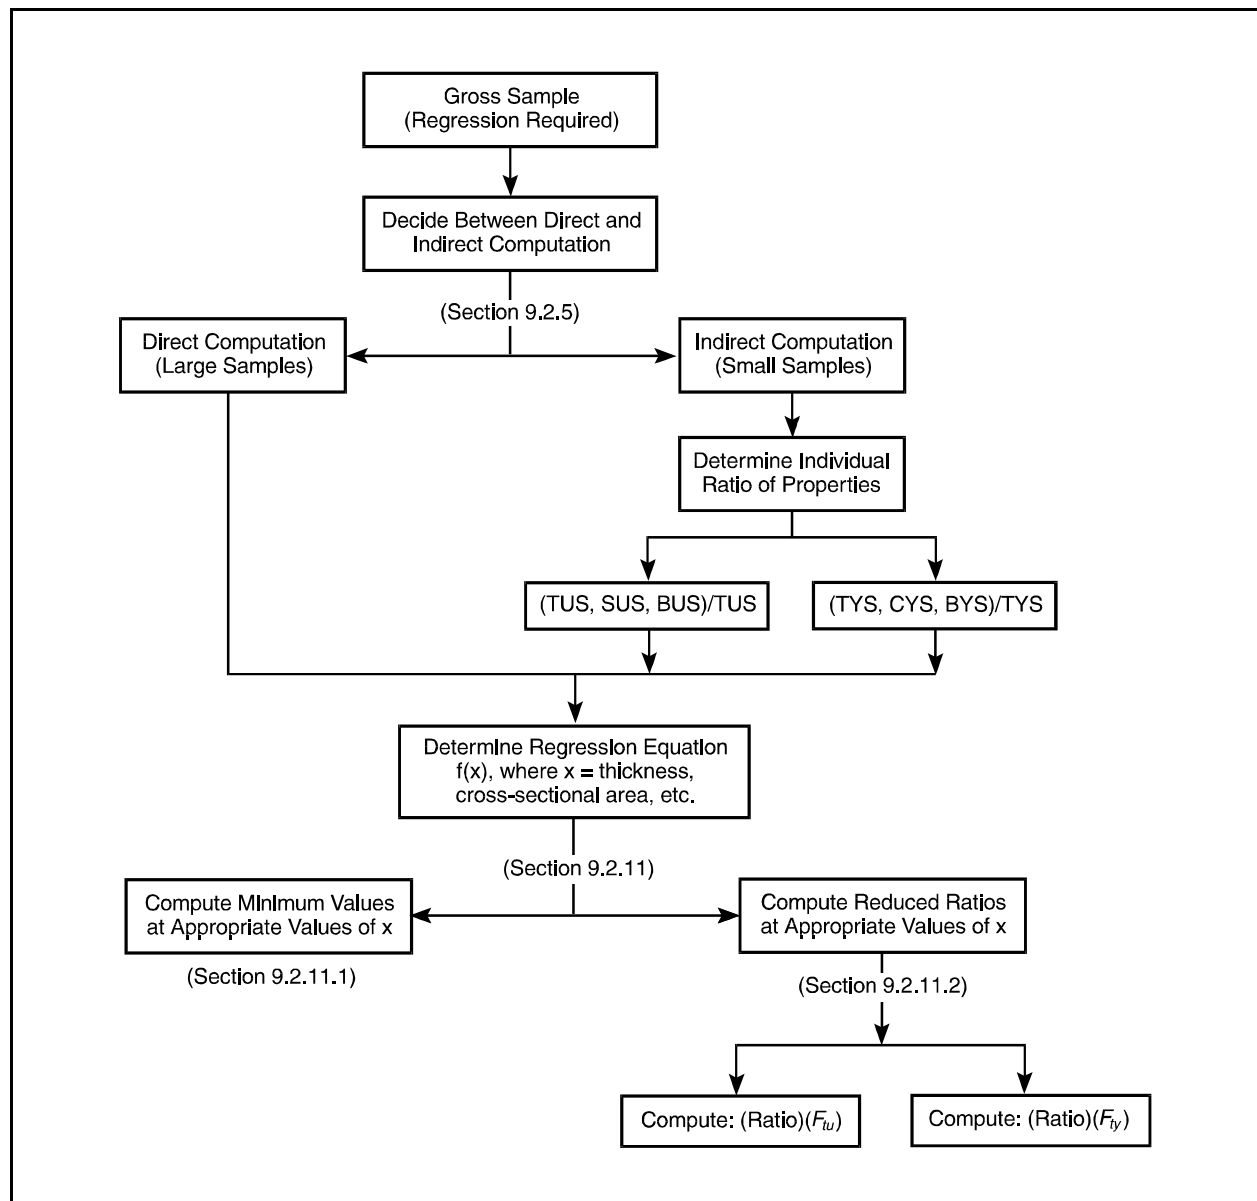 Gross Sample
(Regression Required)
Decide Between Direct and
Indirect Computation
(Section 9.2.5)
Direct Computation
(Large Samples)
Indirect Computation
(Small Samples)
Determine Individual
Ratio of Properties
(TUS, SUS, BUS)/TUS
(TYS, CYS, BYS)/TYS
Determine Regression Equation
f(x), where x = thickness,
cross-sectional area, etc.
(Section 9.2.11)
Compute Minimum Values
at Appropriate Values of x
(Section 9.2.11.1)
Compute Reduced Ratios
at Appropriate Values of x
(Section 9.2.11.2)
Compute: (Ratio)(F_tu)
Compute: (Ratio)(F_ty)